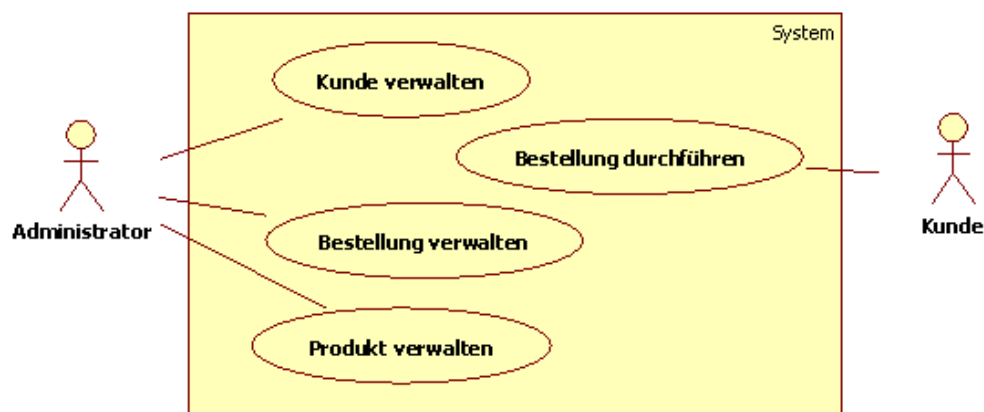 System
Kunde verwalten
Bestellung durchführen
Administrator
Kunde
Bestellung verwalten
Produkt verwalten